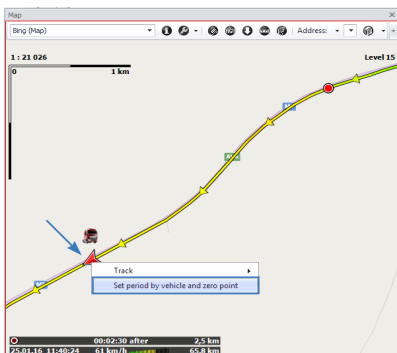 Map
Bing (Map)
Address:
1 : 21 026
Level 15
0
1 km
Track
Set period by vehicle and zero point
00:02:30 after
2,5 km
25.01.16 11:40:24
61 km/h
65,8 km